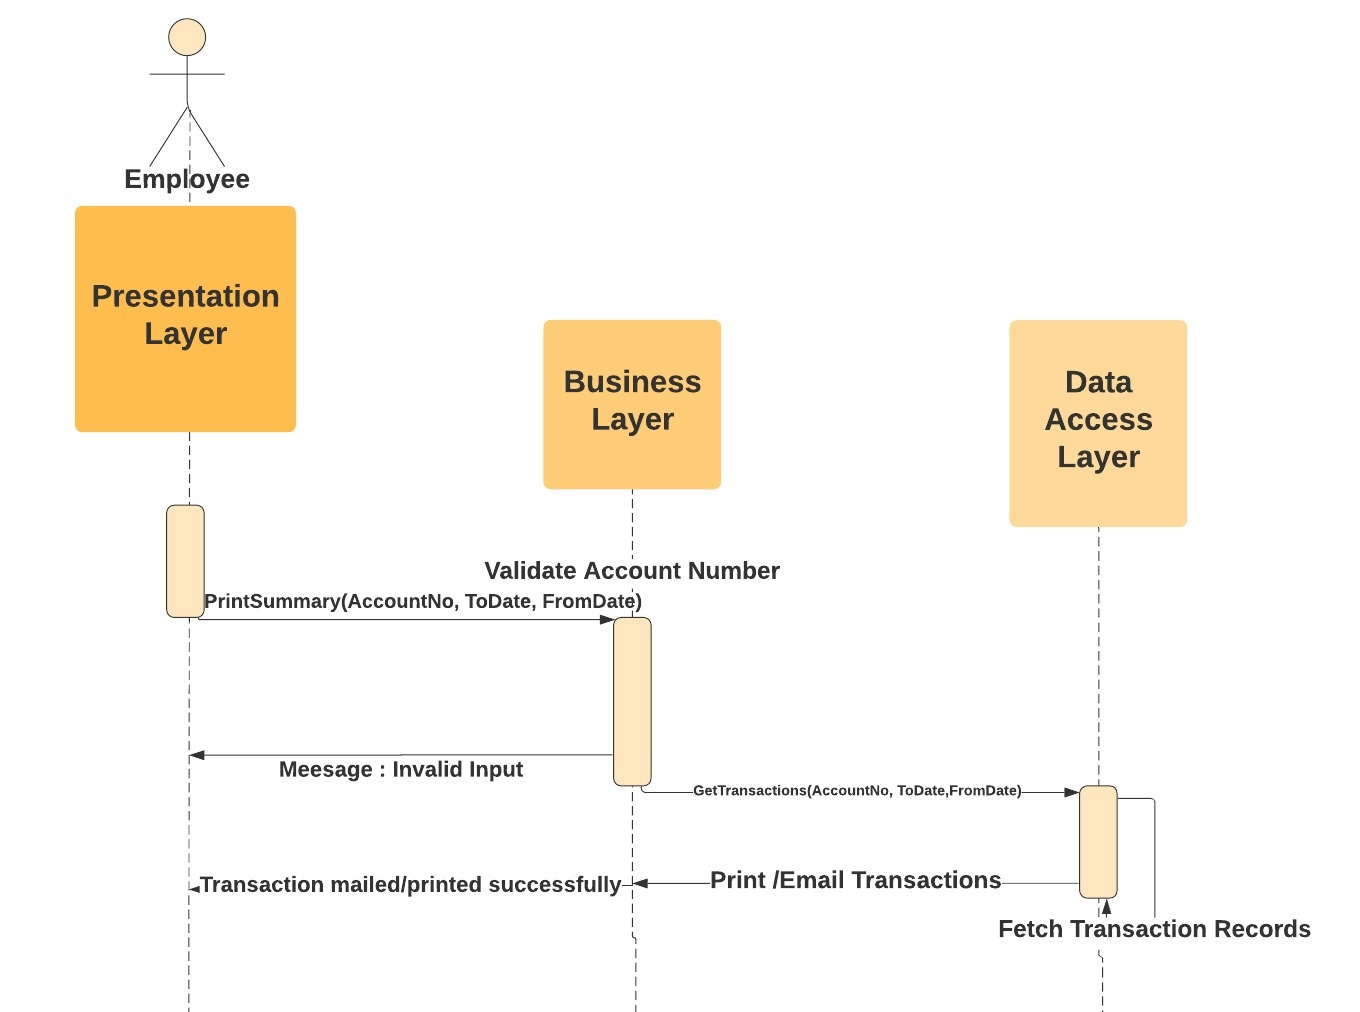 Employee
Presentation
Layer
Business
Layer
Data
Access
Layer
Validate Account Number
PrintSummary(AccountNo, ToDate, FromDate)
Meesage : Invalid Input
GetTransactions(AccountNo, ToDate,FromDate)
Transaction mailed/printed successfully
Print /Email Transactions
Fetch Transaction Records